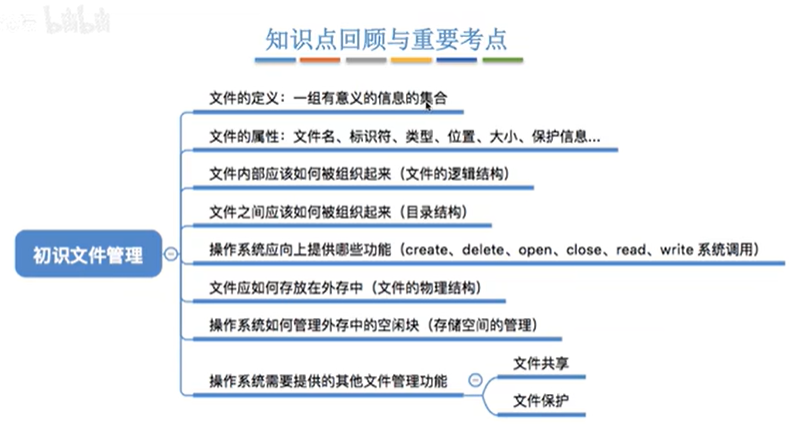 bilibili
知识点回顾与重要考点
文件的定义：一组有意义的信息的集合
文件的属性：文件名、标识符、类型、位置、大小、保护信息...
文件内部应该如何被组织起来（文件的逻辑结构）
文件之间应该如何被组织起来（目录结构）
初识文件管理
操作系统应向上提供哪些功能（create、delete、open、close、read、write 系统调用）
文件应如何存放在外存中（文件的物理结构）
操作系统如何管理外存中的空闲块（存储空间的管理）
操作系统需要提供的其他文件管理功能
文件共享
文件保护